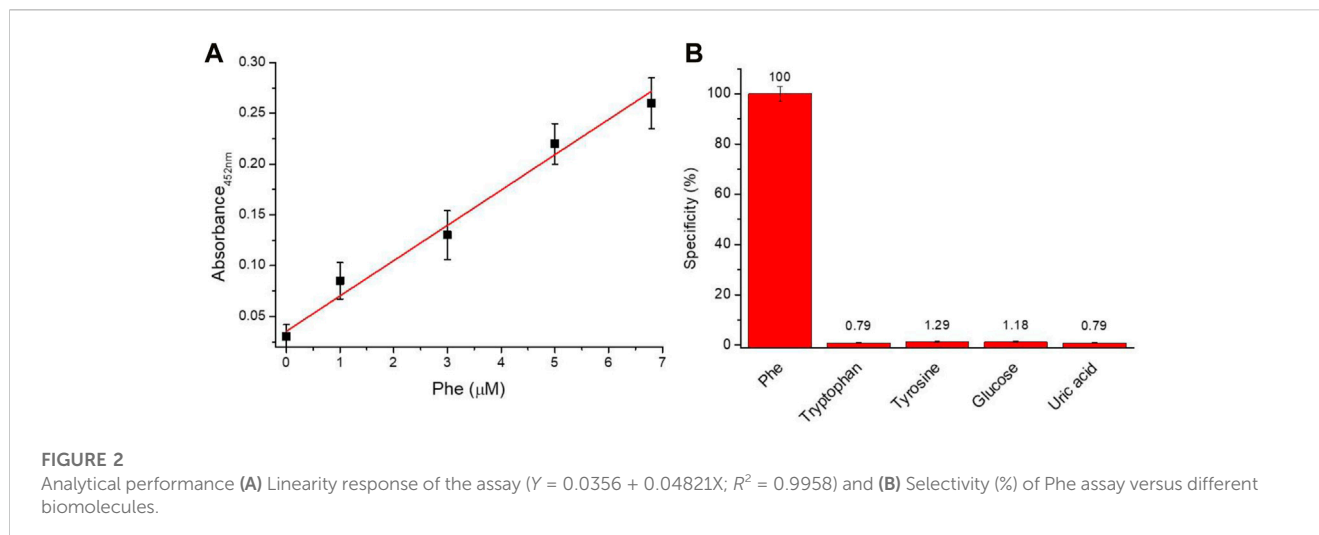 A
Absorbance452nm
0.30
0.25
0.20
0.15
0.10
0.05
0 1 2 3 4 5 6 7
Phe (μM)
B
Specificity (%)
100
80
60
40
20
0
100
0.79
1.29
1.18
0.79
Phe
Tryptophan
Tyrosine
Glucose
Uric acid
FIGURE 2
Analytical performance (A) Linearity response of the assay (Y = 0.0356 + 0.04821X; R² = 0.9958) and (B) Selectivity (%) of Phe assay versus different
biomolecules.